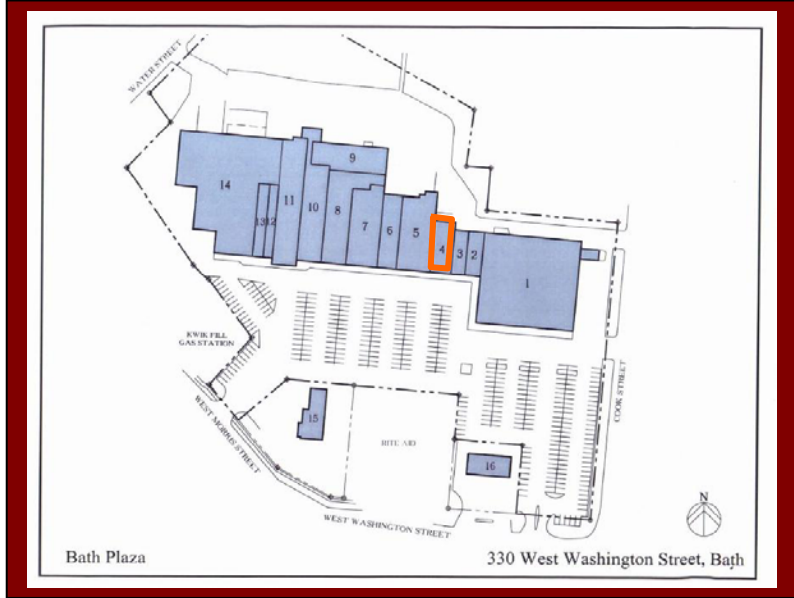 WATER STREET
9
14
11
10
8
13
12
7
6
5
4
3
2
1
KWIK FILL
GAS STATION
WEST MORRIS STREET
15
RITE AID
16
COOK STREET
WEST WASHINGTON STREET
N
Bath Plaza
330 West Washington Street, Bath